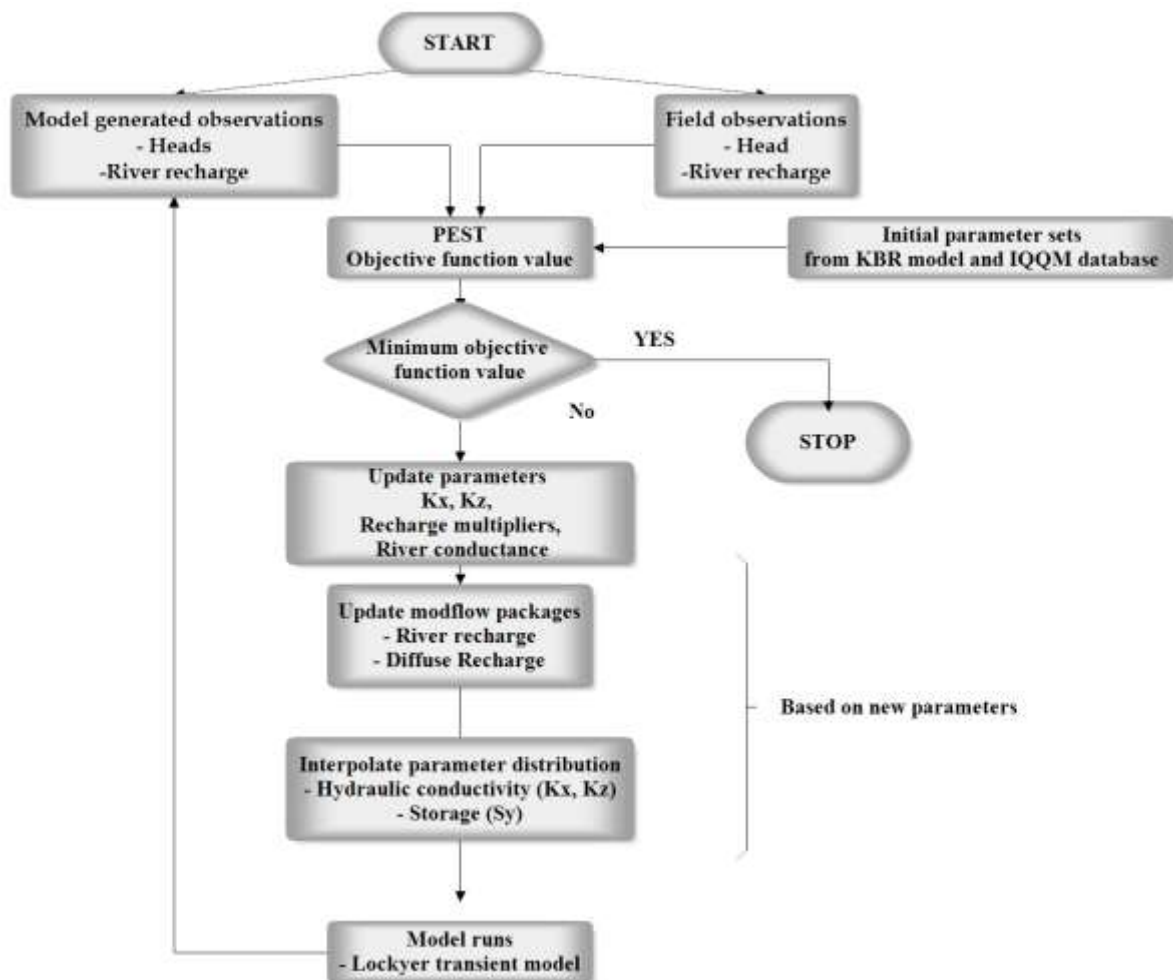 START
Model generated observations
- Heads
-River recharge
Field observations
- Head
-River recharge
PEST
Objective function value
Initial parameter sets
from KBR model and IQQM database
Minimum objective
function value
YES
No
STOP
Update parameters
Kx, Kz,
Recharge multipliers,
River conductance
Update modflow packages
- River recharge
- Diffuse Recharge
Based on new parameters
Interpolate parameter distribution
- Hydraulic conductivity (Kx, Kz)
- Storage (Sy)
Model runs
- Lockyer transient model